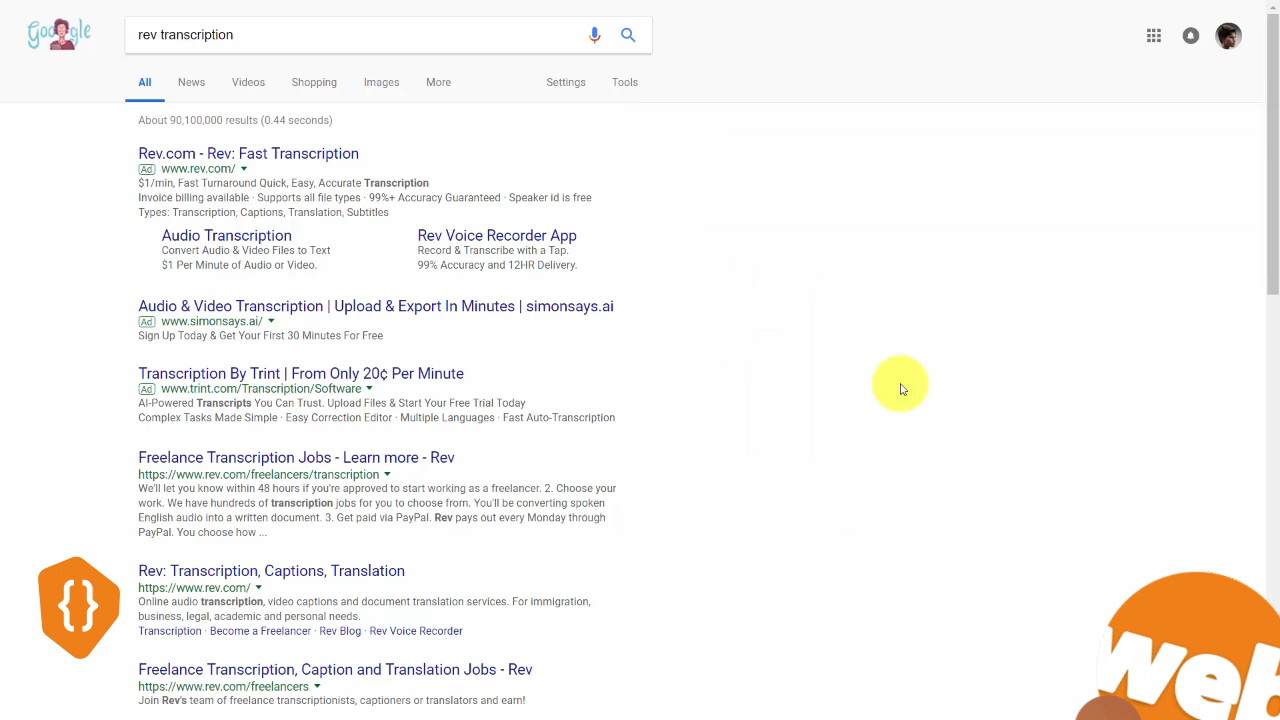 Google
rev transcription
All News Videos Shopping Images More Settings Tools
About 90,100,000 results (0.44 seconds)
Rev.com - Rev: Fast Transcription
Ad www.rev.com/
$1/min, Fast Turnaround Quick, Easy, Accurate Transcription
Invoice billing available · Supports all file types · 99%+ Accuracy Guaranteed · Speaker id is free
Types: Transcription, Captions, Translation, Subtitles
Audio Transcription
Convert Audio & Video Files to Text
$1 Per Minute of Audio or Video.
Rev Voice Recorder App
Record & Transcribe with a Tap.
99% Accuracy and 12HR Delivery.
Audio & Video Transcription | Upload & Export In Minutes | simonsays.ai
Ad www.simonsays.ai/
Sign Up Today & Get Your First 30 Minutes For Free
Transcription By Trint | From Only 20¢ Per Minute
Ad www.trint.com/Transcription/Software
AI-Powered Transcripts You Can Trust. Upload Files & Start Your Free Trial Today
Complex Tasks Made Simple · Easy Correction Editor · Multiple Languages · Fast Auto-Transcription
Freelance Transcription Jobs - Learn more - Rev
https://www.rev.com/freelancers/transcription
We'll let you know within 48 hours if you're approved to start working as a freelancer. 2. Choose your
work. We have hundreds of transcription jobs for you to choose from. You'll be converting spoken
English audio into a written document. 3. Get paid via PayPal. Rev pays out every Monday through
PayPal. You choose how ...
Rev: Transcription, Captions, Translation
https://www.rev.com/
Online audio transcription, video captions and document translation services. For immigration,
business, legal, academic and personal needs.
Transcription · Become a Freelancer · Rev Blog · Rev Voice Recorder
Freelance Transcription, Caption and Translation Jobs - Rev
https://www.rev.com/freelancers
Join Rev's team of freelance transcriptionists, captioners or translators and earn!
{}
Web